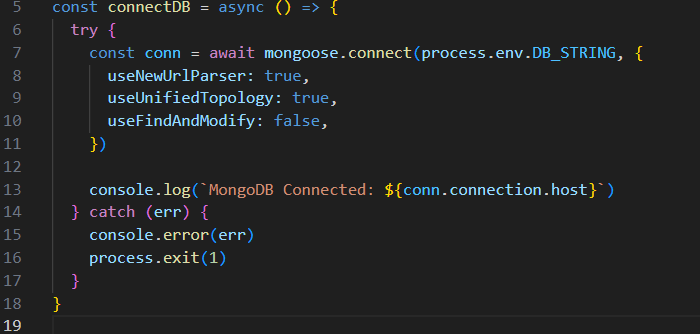 5 const connectDB = async () => {
6 try {
7 const conn = await mongoose.connect(process.env.DB_STRING, {
8 useNewUrlParser: true,
9 useUnifiedTopology: true,
10 useFindAndModify: false,
11 })
12
13 console.log(`MongoDB Connected: ${conn.connection.host}`)
14 } catch (err) {
15 console.error(err)
16 process.exit(1)
17 }
18 }
19